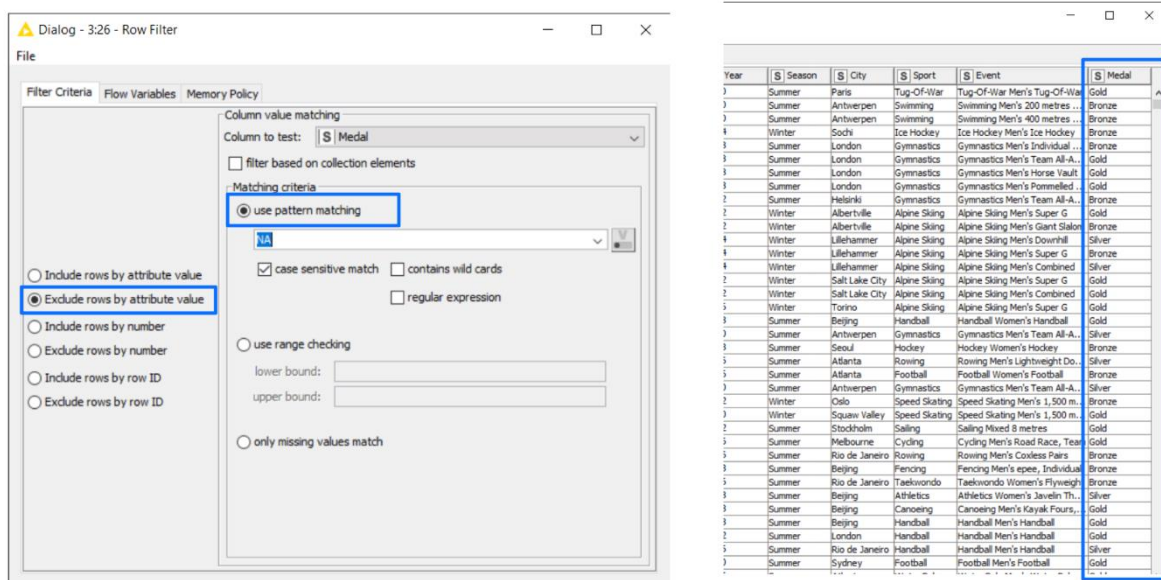 Dialog - 3:26 - Row Filter
File
Filter Criteria Flow Variables Memory Policy
Column value matching
Column to test: S Medal
filter based on collection elements
Matching criteria
use pattern matching
NA
V
case sensitive match contains wild cards
regular expression
Include rows by attribute value
Exclude rows by attribute value
Include rows by number
Exclude rows by number
Include rows by row ID
Exclude rows by row ID
use range checking
lower bound:
upper bound:
only missing values match
Year S Season S City S Sport S Event S Medal
Summer Paris Tug-Of-War Tug-Of-War Men's Tug-Of-War Gold
Summer Antwerpen Swimming Swimming Men's 200 metres ... Bronze
Summer Antwerpen Swimming Swimming Men's 400 metres ... Bronze
Winter Sochi Ice Hockey Ice Hockey Men's Ice Hockey Bronze
Summer London Gymnastics Gymnastics Men's Individual ... Bronze
Summer London Gymnastics Gymnastics Men's Team All-A... Gold
Summer London Gymnastics Gymnastics Men's Horse Vault Gold
Summer London Gymnastics Gymnastics Men's Pommelled ... Gold
Summer Helsinki Gymnastics Gymnastics Men's Team All-A... Bronze
Winter Albertville Alpine Skiing Alpine Skiing Men's Super G Gold
Winter Albertville Alpine Skiing Alpine Skiing Men's Giant Slalom Bronze
Winter Lillehammer Alpine Skiing Alpine Skiing Men's Downhill Silver
Winter Lillehammer Alpine Skiing Alpine Skiing Men's Super G Bronze
Winter Lillehammer Alpine Skiing Alpine Skiing Men's Combined Silver
Winter Salt Lake City Alpine Skiing Alpine Skiing Men's Super G Gold
Winter Salt Lake City Alpine Skiing Alpine Skiing Men's Combined Gold
Winter Torino Alpine Skiing Alpine Skiing Men's Super G Gold
Summer Beijing Handball Handball Women's Handball Gold
Summer Antwerpen Gymnastics Gymnastics Men's Team All-A... Silver
Summer Seoul Hockey Hockey Women's Hockey Bronze
Summer Atlanta Rowing Rowing Men's Lightweight Do... Silver
Summer Atlanta Football Football Women's Football Bronze
Summer Antwerpen Gymnastics Gymnastics Men's Team All-A... Silver
Winter Oslo Speed Skating Speed Skating Men's 1,500 m... Bronze
Winter Squaw Valley Speed Skating Speed Skating Men's 1,500 m... Gold
Summer Stockholm Sailing Sailing Mixed 8 metres Gold
Summer Melbourne Cycling Cycling Men's Road Race, Team Gold
Summer Rio de Janeiro Rowing Rowing Men's Coxless Pairs Bronze
Summer Beijing Fencing Fencing Men's epee, Individual Bronze
Summer Rio de Janeiro Taekwondo Taekwondo Women's Flyweigh Bronze
Summer Beijing Athletics Athletics Women's Javelin Th... Silver
Summer Beijing Canoeing Canoeing Men's Kayak Fours,... Gold
Summer Beijing Handball Handball Men's Handball Gold
Summer London Handball Handball Men's Handball Gold
Summer Rio de Janeiro Handball Handball Men's Handball Silver
Summer Sydney Football Football Men's Football Gold